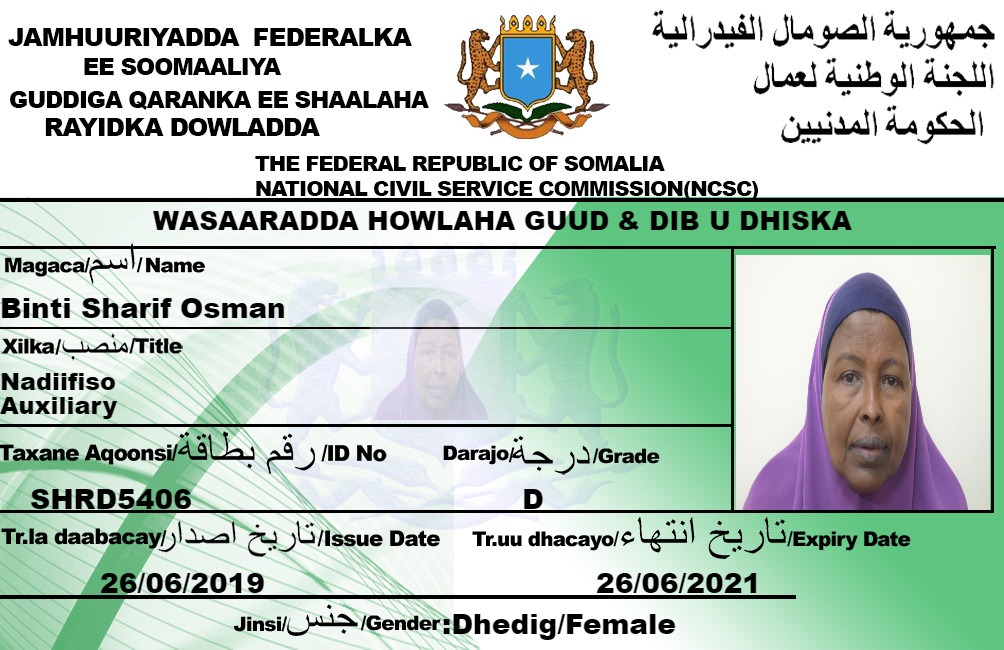 JAMHUURIYADDA FEDERALKA
EE SOOMAALIYA
GUDDIGA QARANKA EE SHAALAHA
RAYIDKA DOWLADDA
جمهورية الصومال الفيدرالية
اللجنة الوطنية لعمال
الحكومة المدنيين
THE FEDERAL REPUBLIC OF SOMALIA
NATIONAL CIVIL SERVICE COMMISSION(NCSC)
WASAARADDA HOWLAHA GUUD & DIB U DHISKA
Magaca/اسم/ Name
Binti Sharif Osman
Xilka/منصب/Title
Nadiifiso
Auxiliary
Taxane Aqoonsi/رقم بطاقة /ID No
SHRD5406
Darajo/درجة/Grade
D
Tr.la daabacay/تاريخ اصدار/Issue Date
26/06/2019
Tr.uu dhacayo/تاريخ انتهاء/Expiry Date
26/06/2021
Jinsi/جنس/Gender:Dhedig/Female